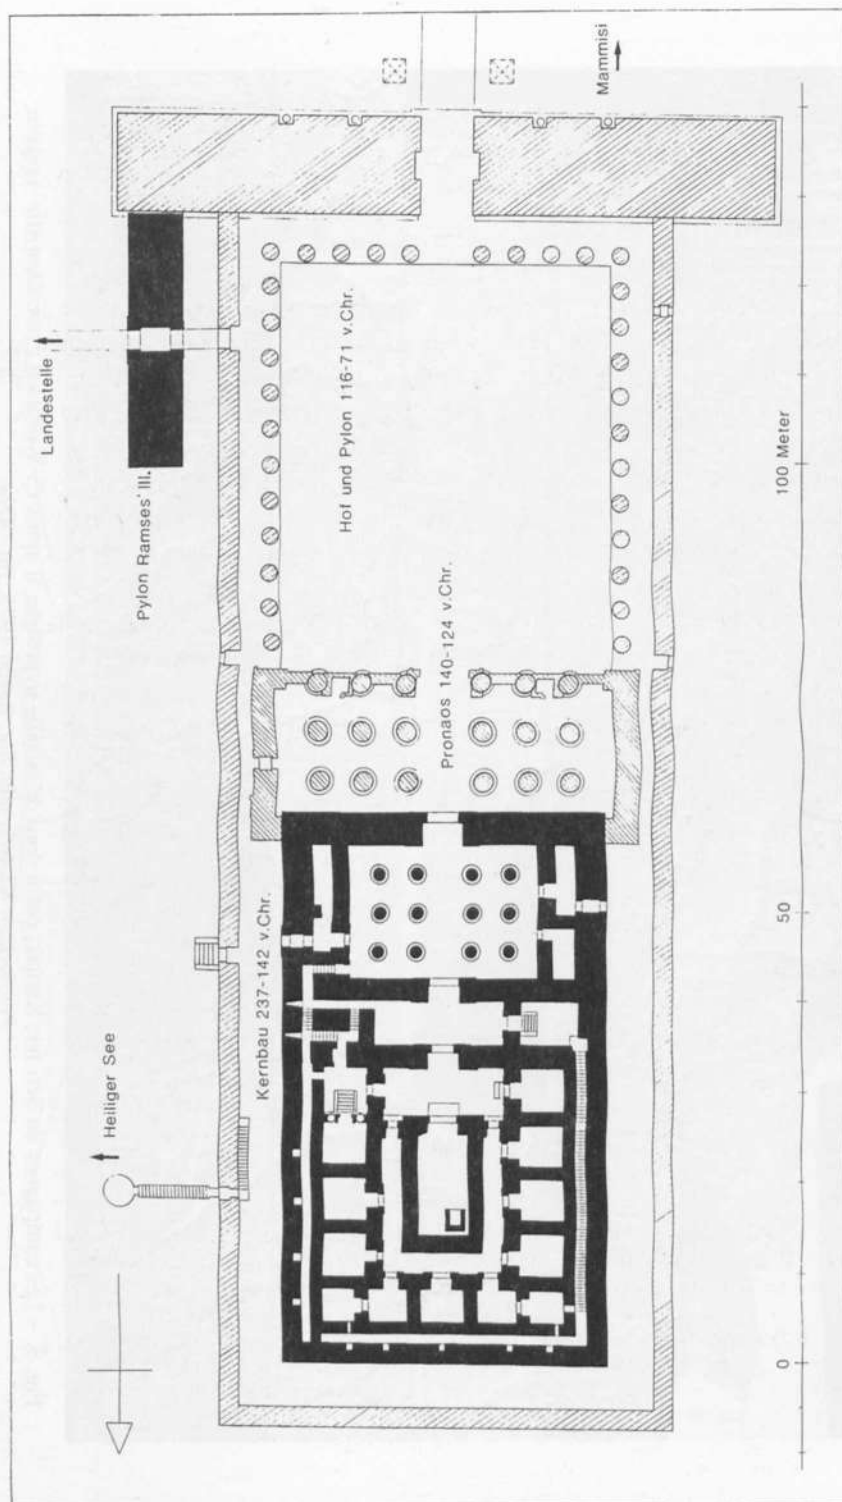 Mammisi
Landestelle
Pylon Ramses' III.
Hof und Pylon 116-71 v.Chr.
Pronaos 140-124 v.Chr.
Kernbau 237-142 v.Chr.
Heiliger See
0
50
100 Meter